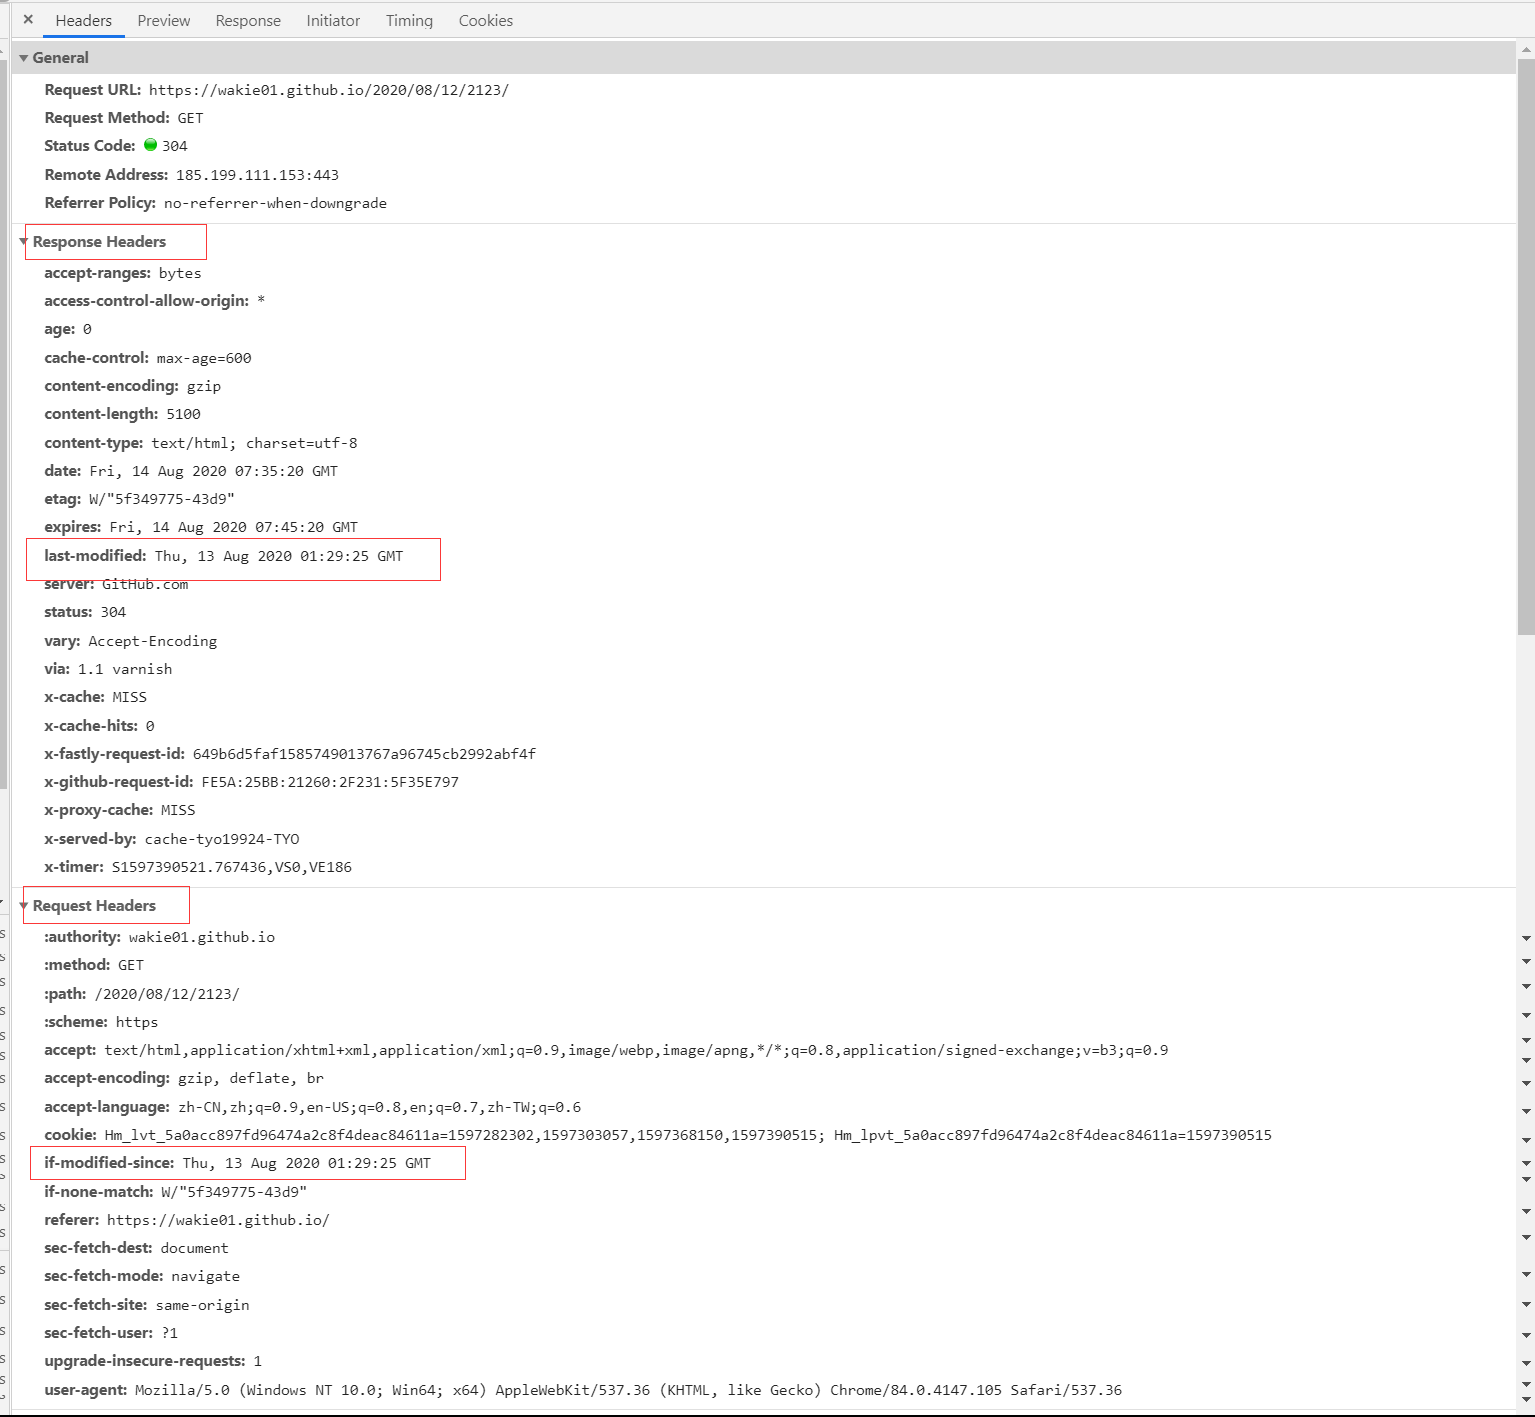 × Headers Preview Response Initiator Timing Cookies
General
Request URL: https://wakie01.github.io/2020/08/12/2123/
Request Method: GET
Status Code: 304
Remote Address: 185.199.111.153:443
Referrer Policy: no-referrer-when-downgrade
Response Headers
accept-ranges: bytes
access-control-allow-origin: *
age: 0
cache-control: max-age=600
content-encoding: gzip
content-length: 5100
content-type: text/html; charset=utf-8
date: Fri, 14 Aug 2020 07:35:20 GMT
etag: W/"5f349775-43d9"
expires: Fri, 14 Aug 2020 07:45:20 GMT
last-modified: Thu, 13 Aug 2020 01:29:25 GMT
server: GitHub.com
status: 304
vary: Accept-Encoding
via: 1.1 varnish
x-cache: MISS
x-cache-hits: 0
x-fastly-request-id: 649b6d5faf1585749013767a96745cb2992abf4f
x-github-request-id: FE5A:25BB:21260:2F231:5F35E797
x-proxy-cache: MISS
x-served-by: cache-tyo19924-TYO
x-timer: S1597390521.767436,VS0,VE186
Request Headers
:authority: wakie01.github.io
:method: GET
:path: /2020/08/12/2123/
:scheme: https
accept: text/html,application/xhtml+xml,application/xml;q=0.9,image/webp,image/apng,*/*;q=0.8,application/signed-exchange;v=b3;q=0.9
accept-encoding: gzip, deflate, br
accept-language: zh-CN,zh;q=0.9,en-US;q=0.8,en;q=0.7,zh-TW;q=0.6
cookie: Hm_lvt_5a0acc897fd96474a2c8f4deac84611a=1597282302,1597303057,1597368150,1597390515; Hm_lpvt_5a0acc897fd96474a2c8f4deac84611a=1597390515
if-modified-since: Thu, 13 Aug 2020 01:29:25 GMT
if-none-match: W/"5f349775-43d9"
referer: https://wakie01.github.io/
sec-fetch-dest: document
sec-fetch-mode: navigate
sec-fetch-site: same-origin
sec-fetch-user: ?1
upgrade-insecure-requests: 1
user-agent: Mozilla/5.0 (Windows NT 10.0; Win64; x64) AppleWebKit/537.36 (KHTML, like Gecko) Chrome/84.0.4147.105 Safari/537.36